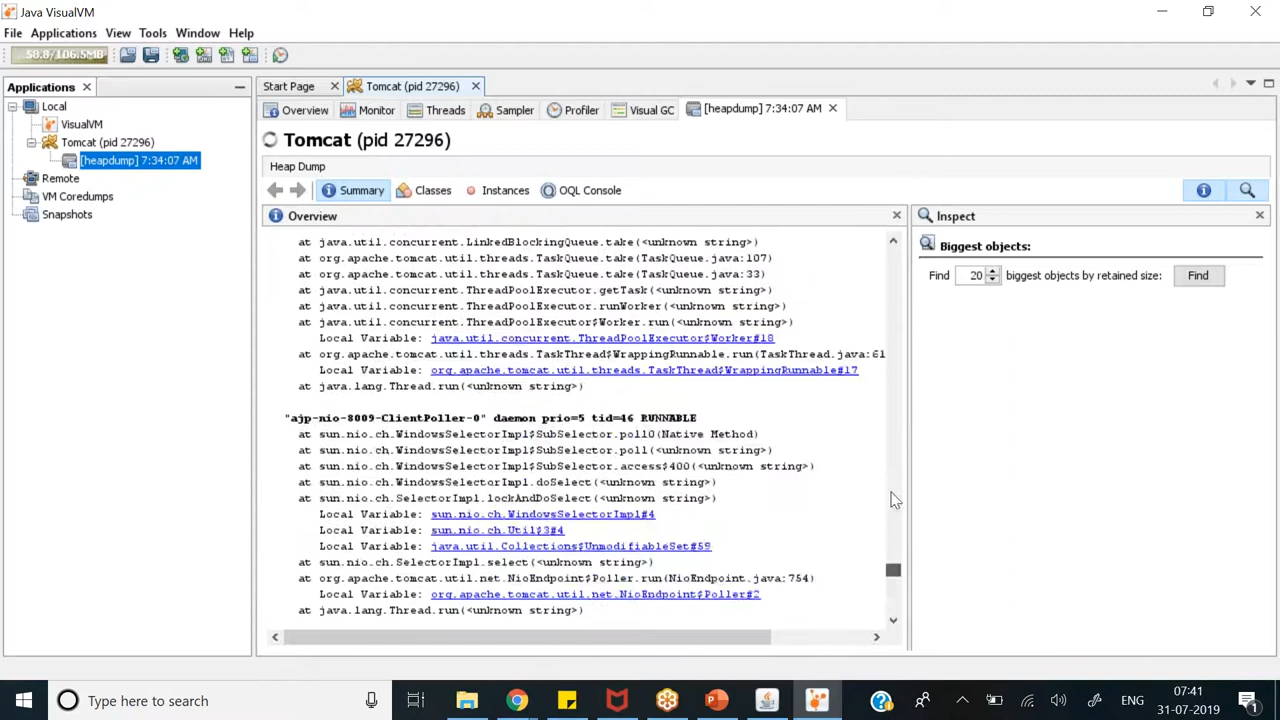 Java VisualVM
File Applications View Tools Window Help
50.8/106.5MB
Applications
Start Page
Tomcat (pid 27296)
Local
VisualVM
Tomcat (pid 27296)
[heapdump] 7:34:07 AM
Remote
VM Coredumps
Snapshots
Overview Monitor Threads Sampler Profiler Visual GC [heapdump] 7:34:07 AM
Tomcat (pid 27296)
Heap Dump
Summary Classes Instances OQL Console
Overview
at java.util.concurrent.LinkedBlockingQueue.take(<unknown string>)
at org.apache.tomcat.util.threads.TaskQueue.take(TaskQueue.java:107)
at org.apache.tomcat.util.threads.TaskQueue.take(TaskQueue.java:33)
at java.util.concurrent.ThreadPoolExecutor.getTask(<unknown string>)
at java.util.concurrent.ThreadPoolExecutor.runWorker(<unknown string>)
at java.util.concurrent.ThreadPoolExecutor$Worker.run(<unknown string>)
Local Variable: java.util.concurrent.ThreadPoolExecutor$Worker#18
at org.apache.tomcat.util.threads.TaskThread$WrappingRunnable.run(TaskThread.java:61
Local Variable: org.apache.tomcat.util.threads.TaskThread$WrappingRunnable#17
at java.lang.Thread.run(<unknown string>)
"ajp-nio-8009-ClientPoller-0" daemon prio=5 tid=46 RUNNABLE
at sun.nio.ch.WindowsSelectorImpl$SubSelector.poll0(Native Method)
at sun.nio.ch.WindowsSelectorImpl$SubSelector.poll(<unknown string>)
at sun.nio.ch.WindowsSelectorImpl$SubSelector.access$400(<unknown string>)
at sun.nio.ch.WindowsSelectorImpl.doSelect(<unknown string>)
at sun.nio.ch.SelectorImpl.lockAndDoSelect(<unknown string>)
Local Variable: sun.nio.ch.WindowsSelectorImpl#4
Local Variable: sun.nio.ch.Util$3#4
Local Variable: java.util.Collections$UnmodifiableSet#59
at sun.nio.ch.SelectorImpl.select(<unknown string>)
at org.apache.tomcat.util.net.NioEndpoint$Poller.run(NioEndpoint.java:754)
Local Variable: org.apache.tomcat.util.net.NioEndpoint$Poller#2
at java.lang.Thread.run(<unknown string>)
Inspect
Biggest objects:
Find 20 biggest objects by retained size: Find
Type here to search
ENG
07:41
31-07-2019
1